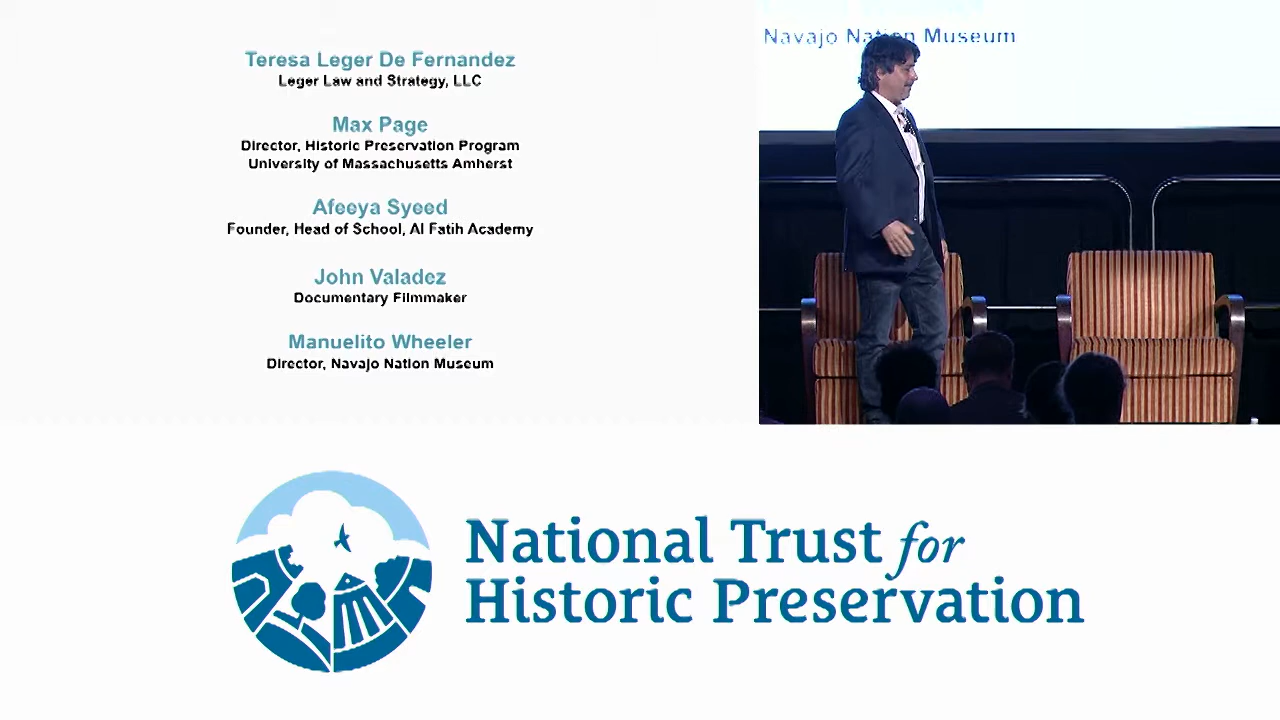 Teresa Leger De Fernandez
Leger Law and Strategy, LLC
Max Page
Director, Historic Preservation Program
University of Massachusetts Amherst
Afeeya Syeed
Founder, Head of School, Al Fatih Academy
John Valadez
Documentary Filmmaker
Manuelito Wheeler
Director, Navajo Nation Museum
Navajo Nation Museum
National Trust for
Historic Preservation